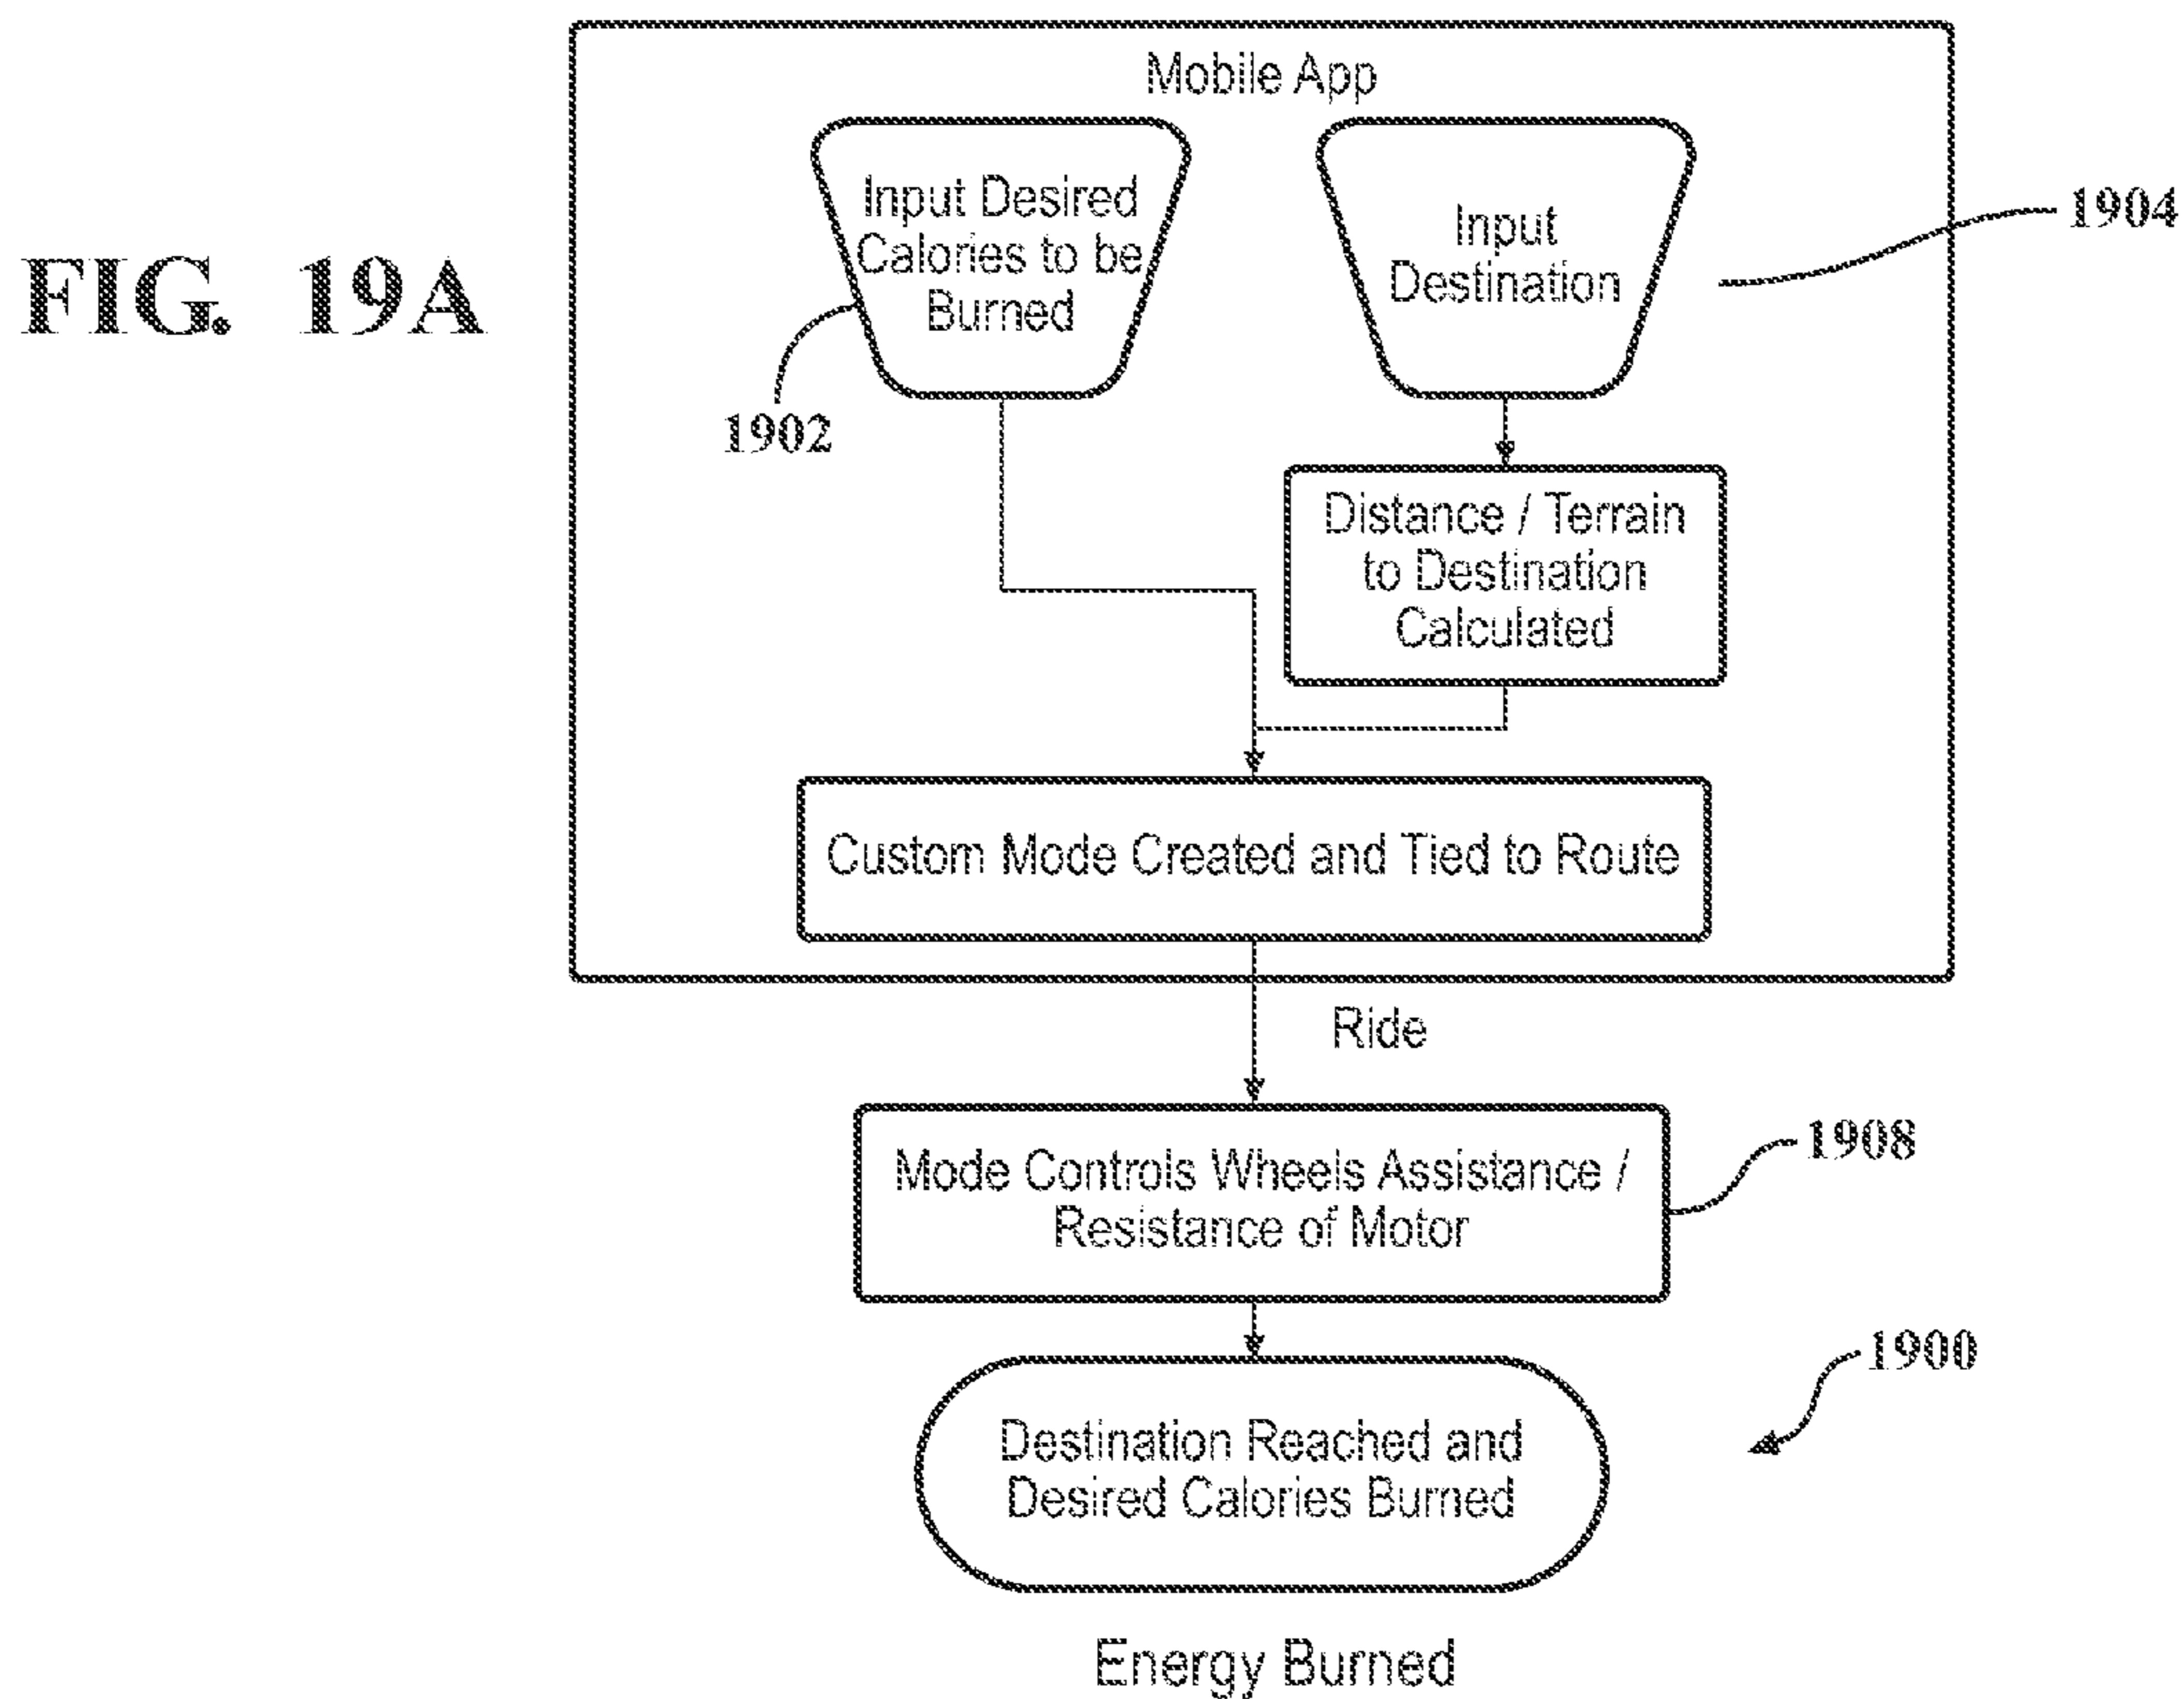 FIG. 19A
Mobile App
Input Desired
Calories to be
Burned
1902
Input
Destination
1904
Distance / Terrain
to Destination
Calculated
Custom Mode Created and Tied to Route
Ride
Mode Controls Wheels Assistance /
Resistance of Motor
1908
Destination Reached and
Desired Calories Burned
1900
Energy Burned